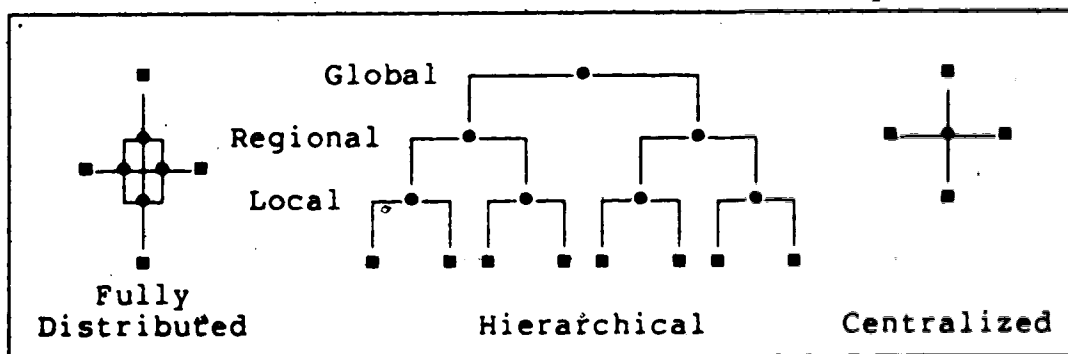 Global
Regional
Local
Fully
Distributed
Hierarchical
Centralized